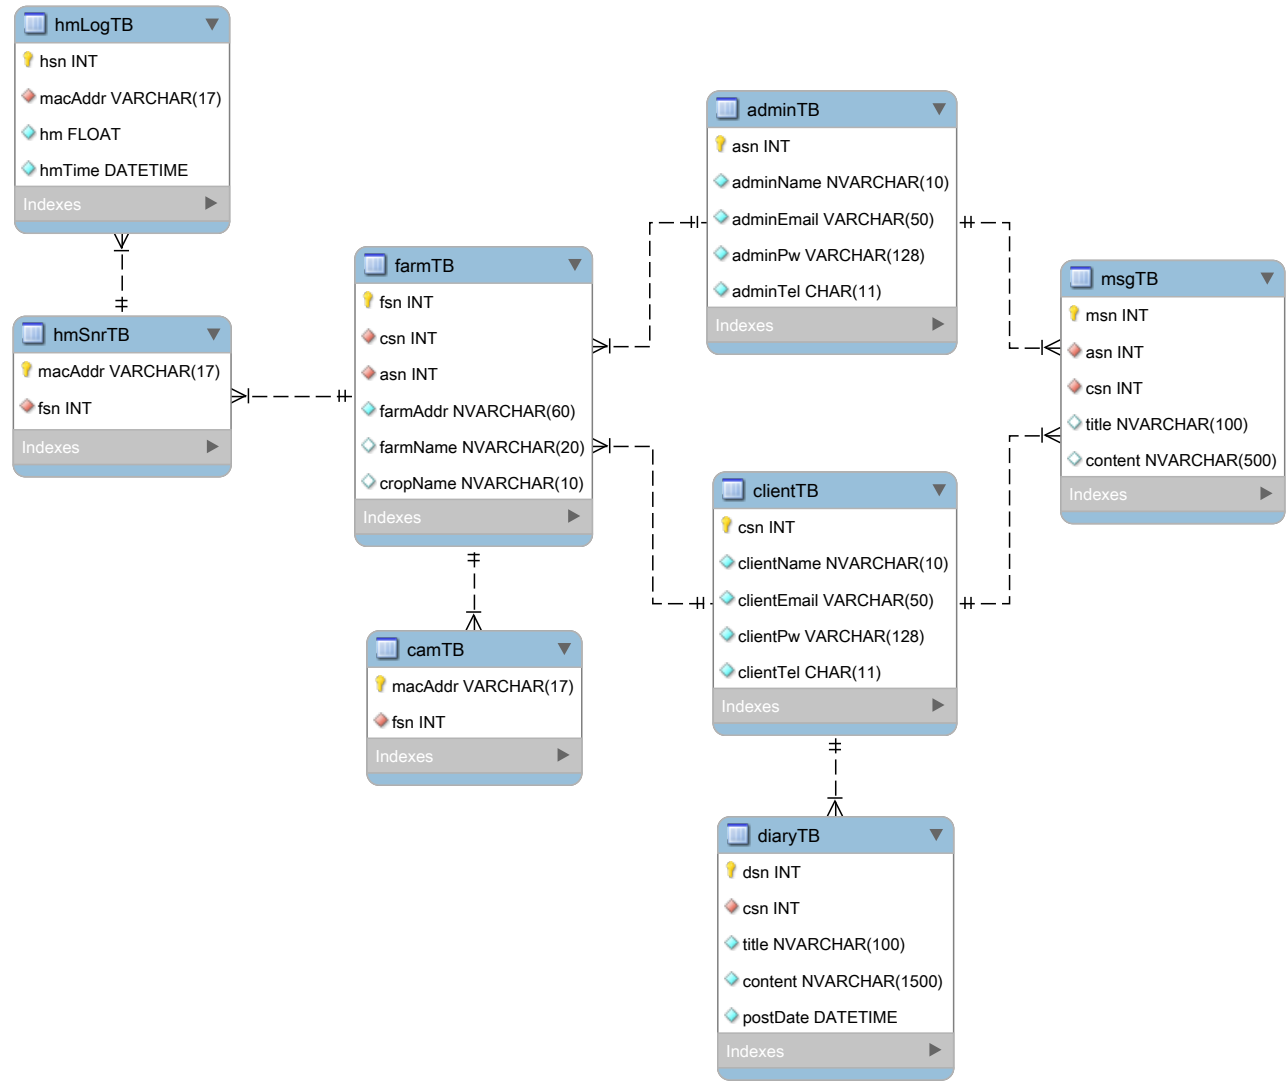 hmLogTB
hsn INT
macAddr VARCHAR(17)
hm FLOAT
hmTime DATETIME
Indexes
hmSnrTB
macAddr VARCHAR(17)
fsn INT
Indexes
farmTB
fsn INT
csn INT
asn INT
farmAddr NVARCHAR(60)
farmName NVARCHAR(20)
cropName NVARCHAR(10)
Indexes
camTB
macAddr VARCHAR(17)
fsn INT
Indexes
adminTB
asn INT
adminName NVARCHAR(10)
adminEmail VARCHAR(50)
adminPw VARCHAR(128)
adminTel CHAR(11)
Indexes
clientTB
csn INT
clientName NVARCHAR(10)
clientEmail VARCHAR(50)
clientPw VARCHAR(128)
clientTel CHAR(11)
Indexes
diaryTB
dsn INT
csn INT
title NVARCHAR(100)
content NVARCHAR(1500)
postDate DATETIME
Indexes
msgTB
msn INT
asn INT
csn INT
title NVARCHAR(100)
content NVARCHAR(500)
Indexes